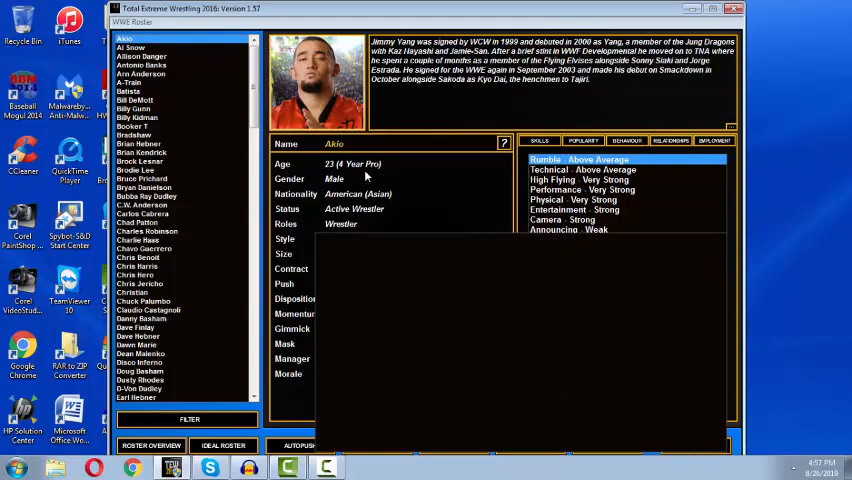 Total Extreme Wrestling 2016: Version 1.57
WWE Roster
Recycle Bin
iTunes
Baseball
Mogul 2014
Malwareby...
Anti-Malw...
CCleaner
QuickTime
Player
Corel
PaintShop ...
Spybot-S&D
Start Center
Corel
VideoStud...
TeamViewer
10
Google
Chrome
RAR to ZIP
Converter
HP Solution
Center
Microsoft
Office Wo...
Akio
Al Snow
Allison Danger
Antonio Banks
Arn Anderson
A-Train
Batista
Bill DeMott
Billy Gunn
Billy Kidman
Booker T
Bradshaw
Brian Hebner
Brian Kendrick
Brock Lesnar
Brodie Lee
Bruce Prichard
Bryan Danielson
Bubba Ray Dudley
C.W. Anderson
Carlos Cabrera
Chad Patton
Charles Robinson
Charlie Haas
Chavo Guerrero
Chris Benoit
Chris Harris
Chris Hero
Chris Jericho
Christian
Chuck Palumbo
Claudio Castagnoli
Danny Basham
Dave Finlay
Dave Hebner
Dawn Marie
Dean Malenko
Disco Inferno
Doug Basham
Dusty Rhodes
D-Von Dudley
Earl Hebner
FILTER
ROSTER OVERVIEW
IDEAL ROSTER
AUTOPUSH
Jimmy Yang was signed by WCW in 1999 and debuted in 2000 as Yang, a member of the Jung Dragons
with Kaz Hayashi and Jamie-San. After a brief stint in WWF Developmental he moved on to TNA where
he spent a couple of months as a member of the Flying Elvises alongside Sonny Siaki and Jorge
Estrada. He signed for the WWE again in September 2003 and made his debut on Smackdown in
October alongside Sakoda as Kyo Dai, the henchmen to Tajiri.
...
Name Akio ?
Age 23 (4 Year Pro)
Gender Male
Nationality American (Asian)
Status Active Wrestler
Roles Wrestler
Style
Size
Contract
Push
Disposition
Momentum
Gimmick
Mask
Manager
Morale
SKILLS POPULARITY BEHAVIOUR RELATIONSHIPS EMPLOYMENT
Rumble - Above Average
Technical - Above Average
High Flying - Very Strong
Performance - Very Strong
Physical - Very Strong
Entertainment - Strong
Camera - Strong
Announcing - Weak
4:57 PM
8/26/2019